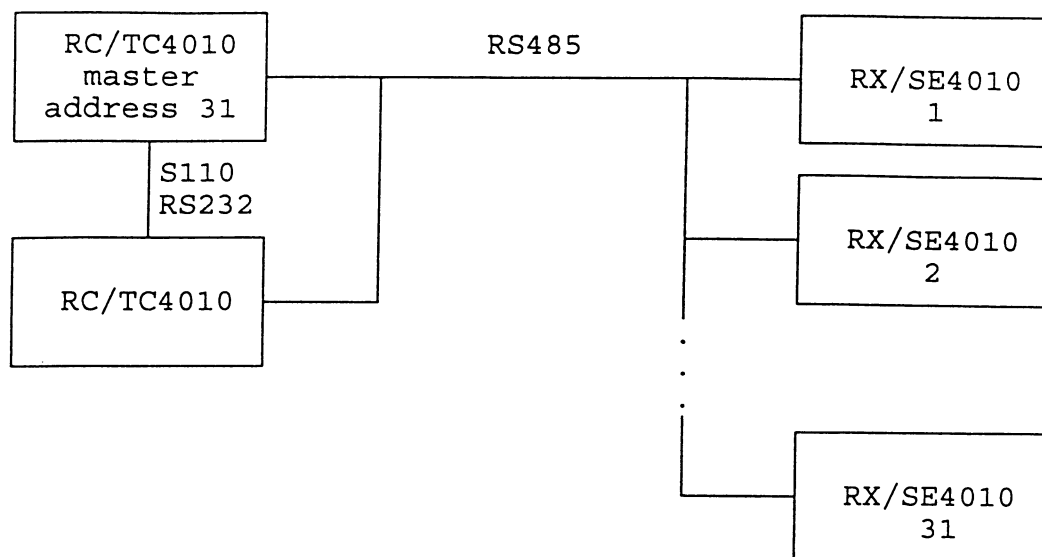 RC/TC4010
master
address 31
RS485
RX/SE4010
1
S110
RS232
RX/SE4010
2
RC/TC4010
RX/SE4010
31